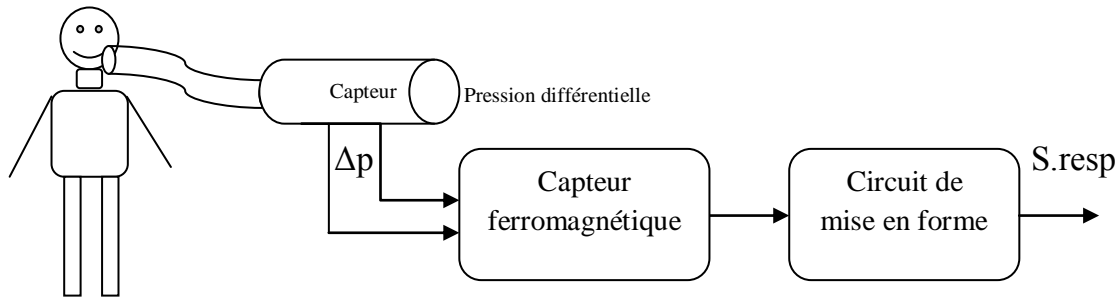 Capteur
Pression différentielle
Δp
Capteur
ferromagnétique
Circuit de
mise en forme
S.resp